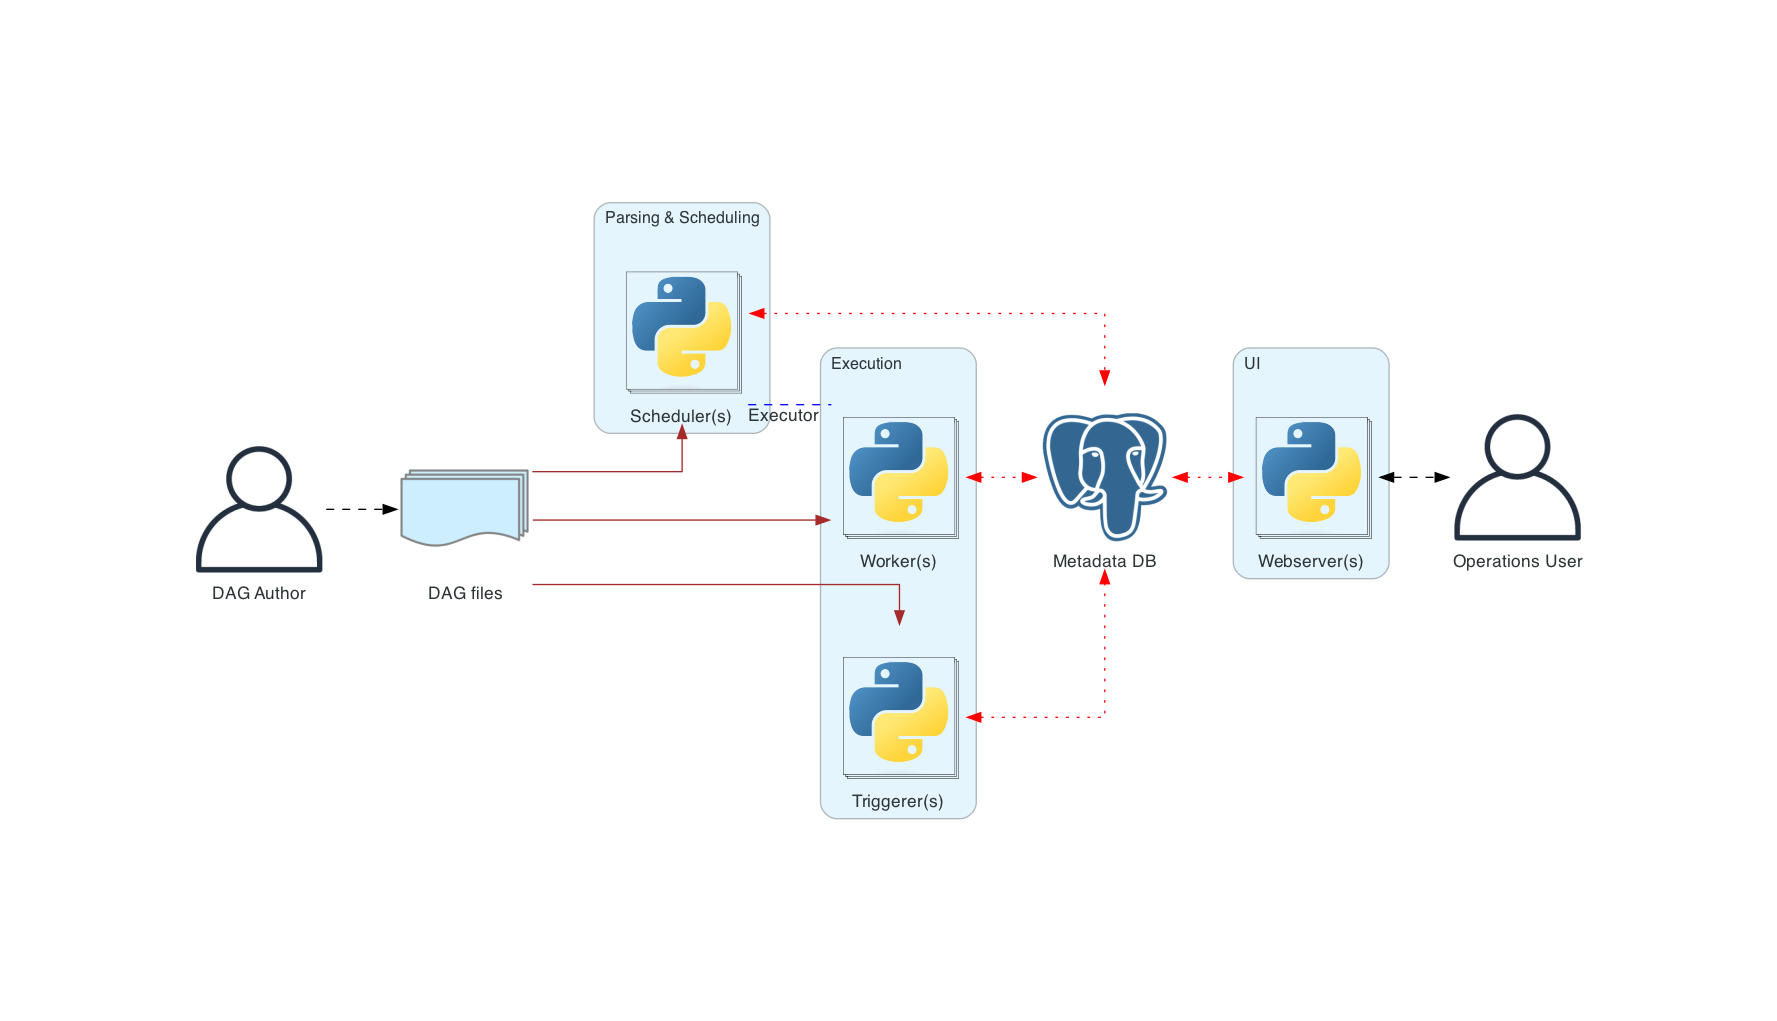 Parsing & Scheduling
Scheduler(s)
Executor
Execution
Worker(s)
Triggerer(s)
DAG Author
DAG files
Metadata DB
UI
Webserver(s)
Operations User